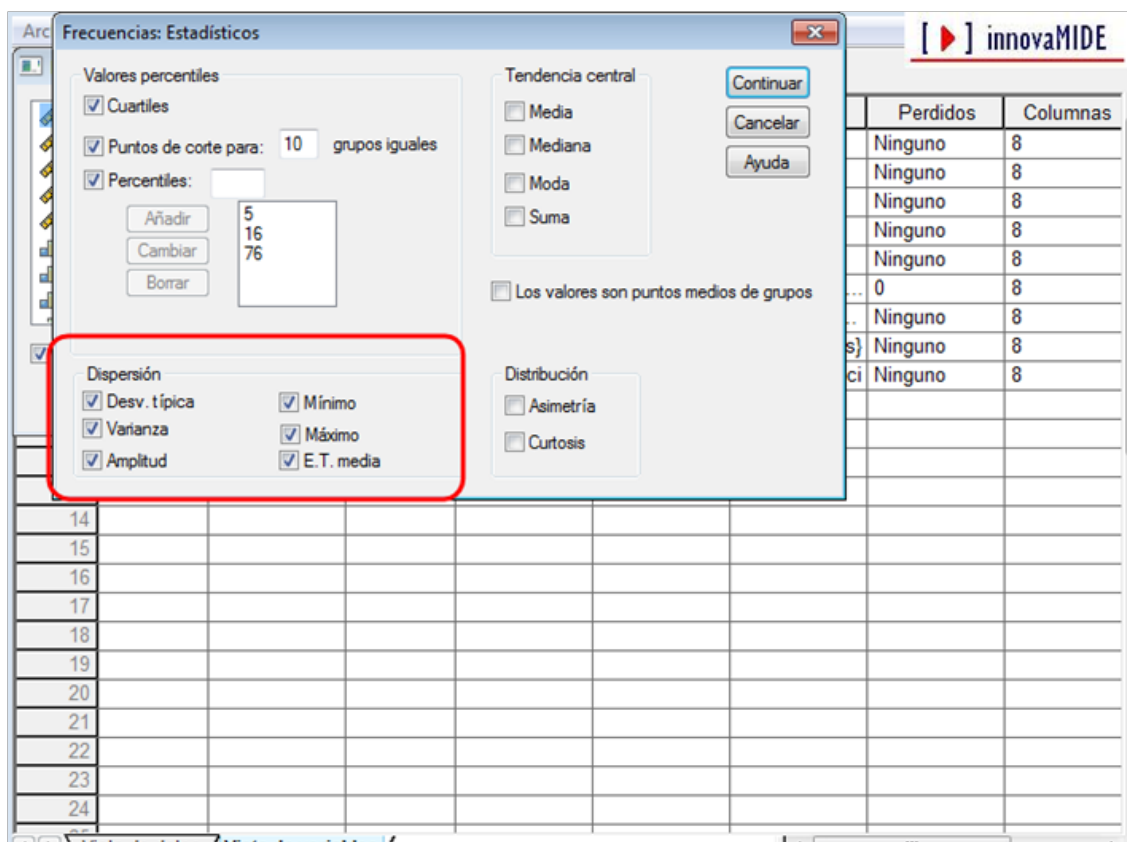 Arc
Frecuencias: Estadísticos
innovaMIDE
Valores percentiles
Cuartiles
Puntos de corte para: 10 grupos iguales
Percentiles:
Añadir
Cambiar
Borrar
5
16
76
Tendencia central
Media
Mediana
Moda
Suma
Continuar
Cancelar
Ayuda
Los valores son puntos medios de grupos
Dispersión
Desv. típica
Varianza
Amplitud
Mínimo
Máximo
E.T. media
Distribución
Asimetría
Curtosis
Perdidos Columnas
Ninguno 8
Ninguno 8
Ninguno 8
Ninguno 8
Ninguno 8
... 0 8
.. Ninguno 8
s} Ninguno 8
ci Ninguno 8
14
15
16
17
18
19
20
21
22
23
24